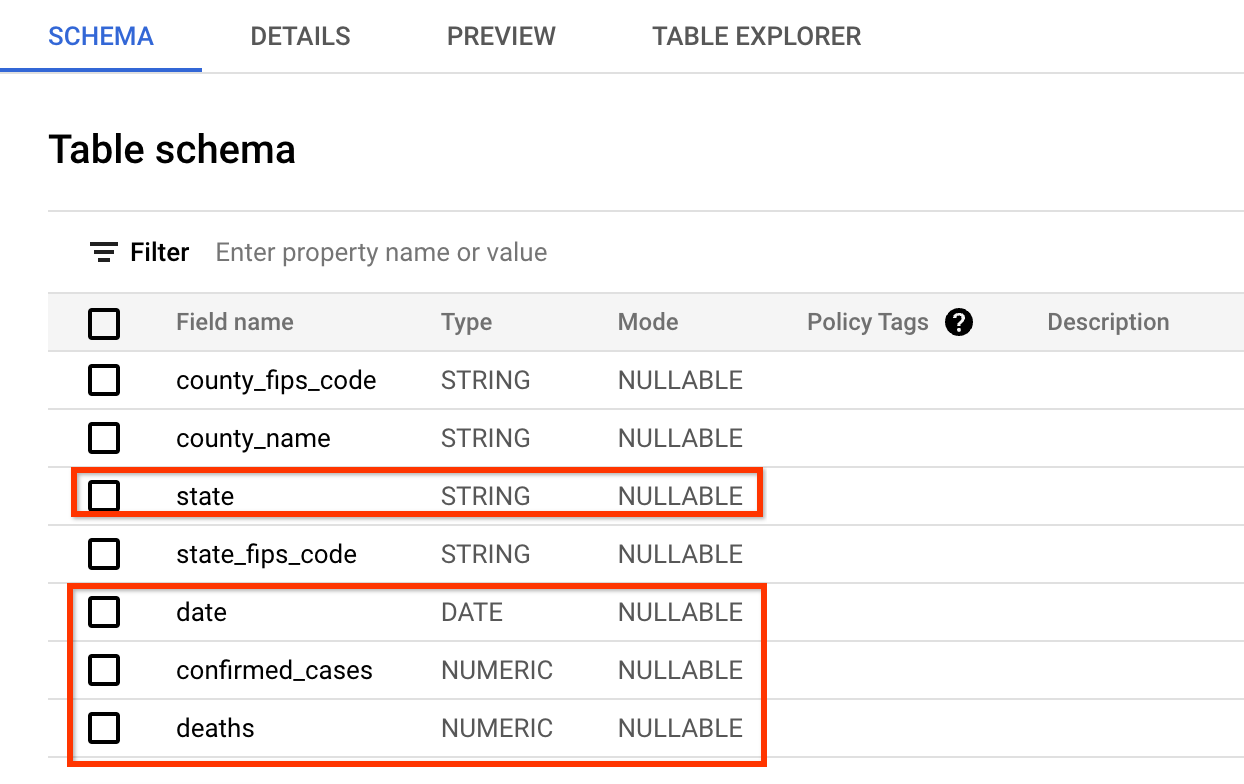 SCHEMA DETAILS PREVIEW TABLE EXPLORER
Table schema
Filter Enter property name or value
Field name Type Mode Policy Tags ? Description
county_fips_code STRING NULLABLE
county_name STRING NULLABLE
state STRING NULLABLE
state_fips_code STRING NULLABLE
date DATE NULLABLE
confirmed_cases NUMERIC NULLABLE
deaths NUMERIC NULLABLE